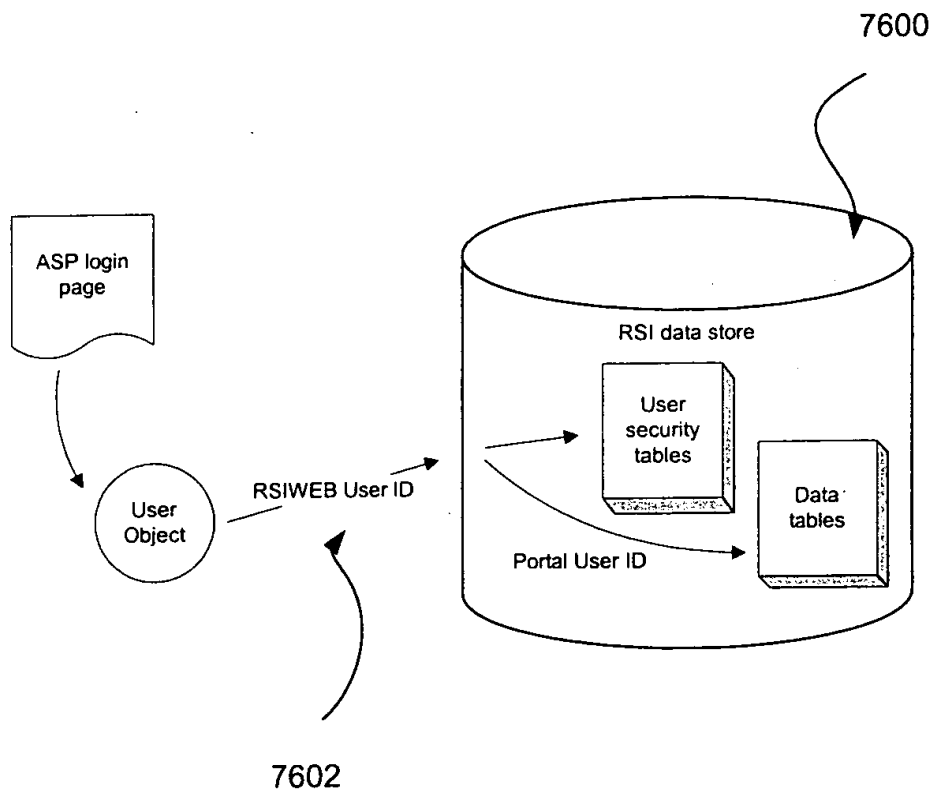 7600
ASP login
page
RSI data store
User
security
tables
RSIWEB User ID
User
Object
Data
tables
Portal User ID
7602